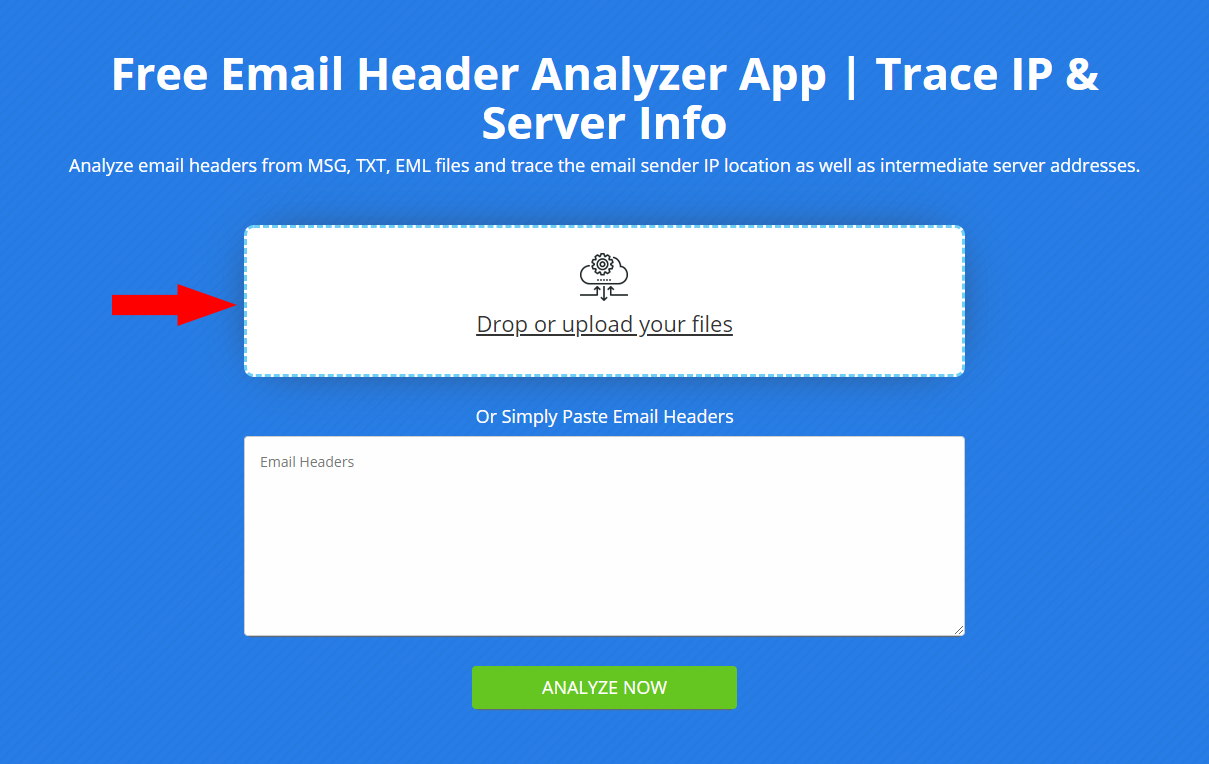 Free Email Header Analyzer App | Trace IP &
Server Info
Analyze email headers from MSG, TXT, EML files and trace the email sender IP location as well as intermediate server addresses.
Drop or upload your files
Or Simply Paste Email Headers
Email Headers
ANALYZE NOW